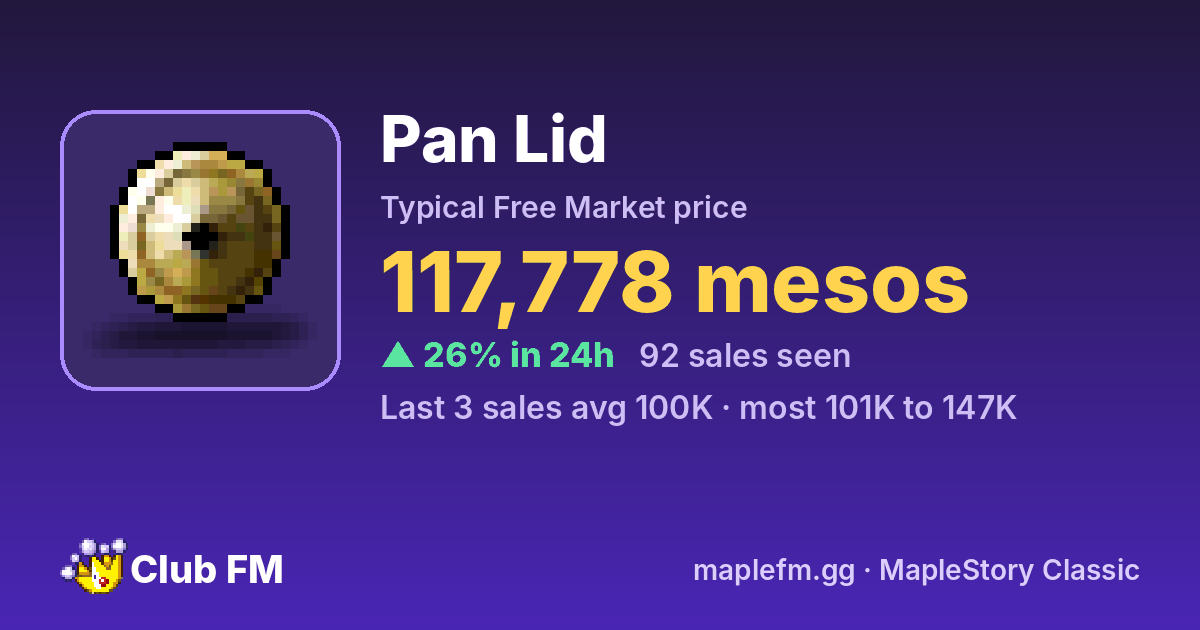 Pan Lid
Typical Free Market price
117,778 mesos
▲ 26% in 24h 92 sales seen
Last 3 sales avg 100K · most 101K to 147K
Club FM
maplefm.gg · MapleStory Classic